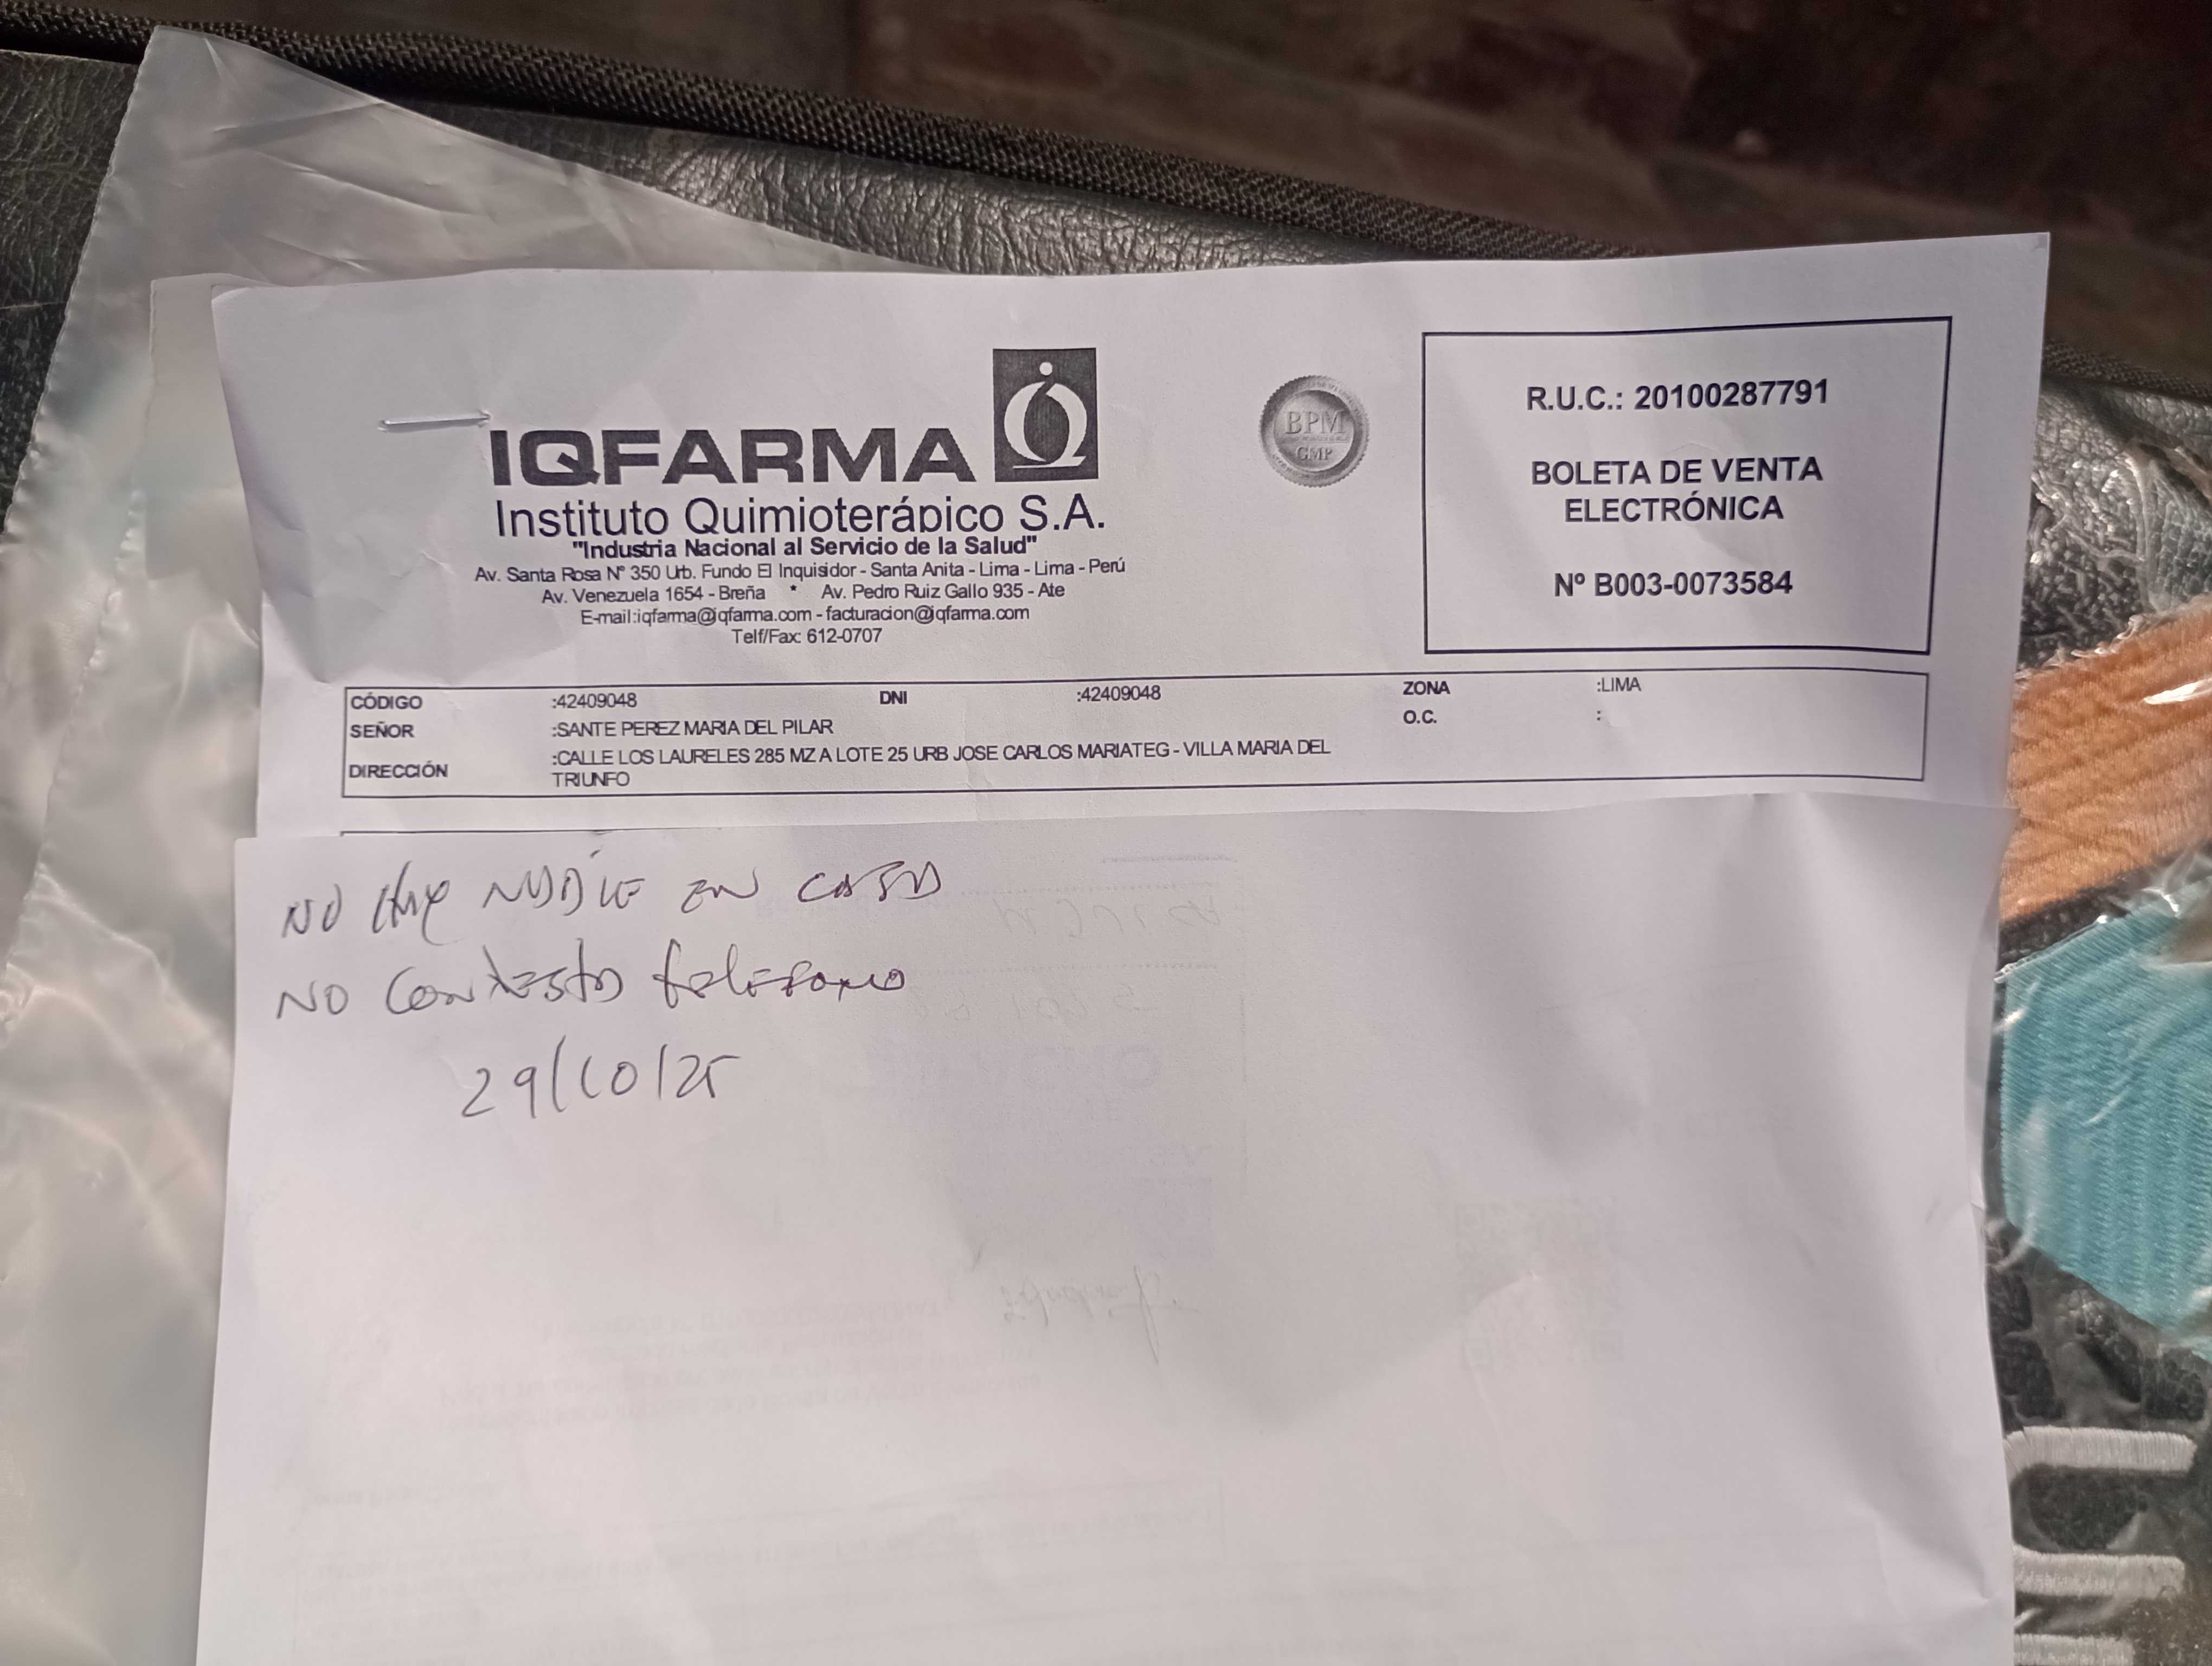 IQFARMA
Instituto Quimioterápico S.A.
"Industria Nacional al Servicio de la Salud"
Av. Santa Rosa Nº 350 Urb. Fundo El Inquisidor - Santa Anita - Lima - Lima - Perú
Av. Venezuela 1654 - Breña * Av. Pedro Ruiz Gallo 935 - Ate
E-mail:iqfarma@iqfarma.com - facturacion@iqfarma.com
Telf/Fax: 612-0707
BPM
GMP
R.U.C.: 20100287791
BOLETA DE VENTA
ELECTRÓNICA
Nº B003-0073584
CÓDIGO :42409048 DNI :42409048 ZONA :LIMA
SEÑOR :SANTE PEREZ MARIA DEL PILAR O.C. :
DIRECCIÓN :CALLE LOS LAURELES 285 MZ A LOTE 25 URB JOSE CARLOS MARIATEG - VILLA MARIA DEL
TRIUNFO
NO Hay NADIE EN CASA
NO Contesta telefono
29/10/25